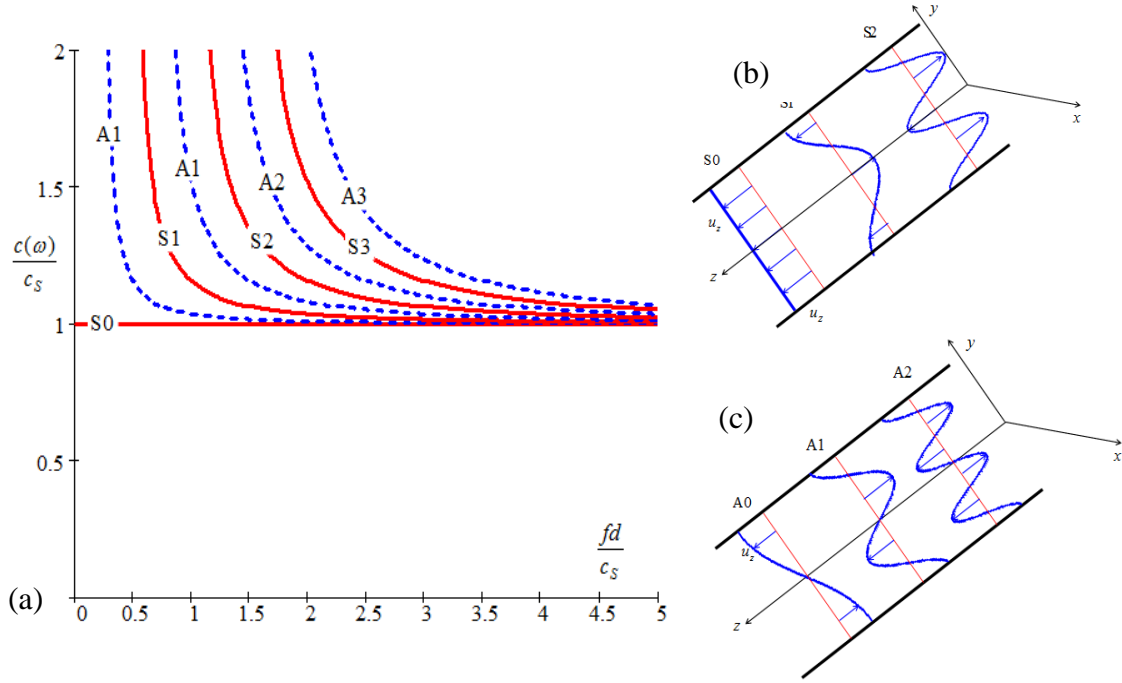 (a)
2
1.5
c(ω)
c_S
1
0.5
A1
A1
A2
A3
S1
S2
S3
S0
fd
c_S
0 0.5 1 1.5 2 2.5 3 3.5 4 4.5 5
(b)
y
x
z
S2
S1
S0
u_z
u_z
(c)
y
x
z
A2
A1
A0
u_z